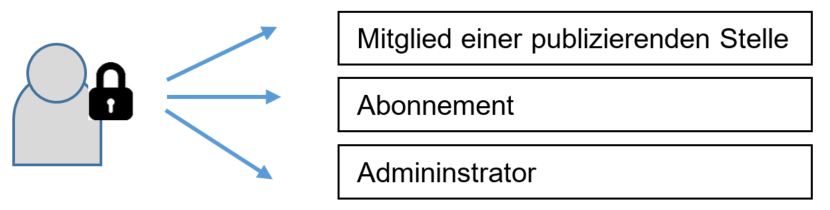 Mitglied einer publizierenden Stelle
Abonnement
Admininstrator